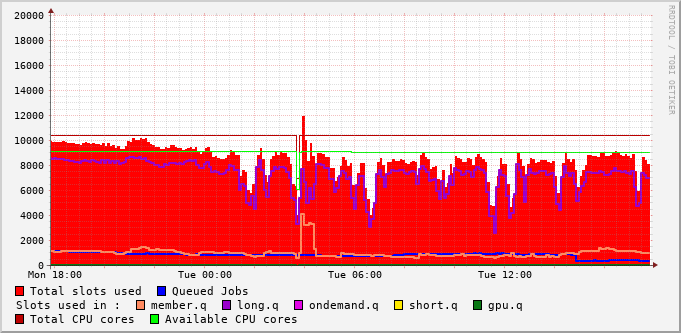 20000
18000
16000
14000
12000
10000
8000
6000
4000
2000
0
Mon 18:00 Tue 00:00 Tue 06:00 Tue 12:00
RRDTOOL / TOBI OETIKER
Total slots used Queued Jobs
Slots used in : member.q long.q ondemand.q short.q gpu.q
Total CPU cores Available CPU cores